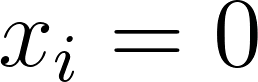 $x_i = 0$